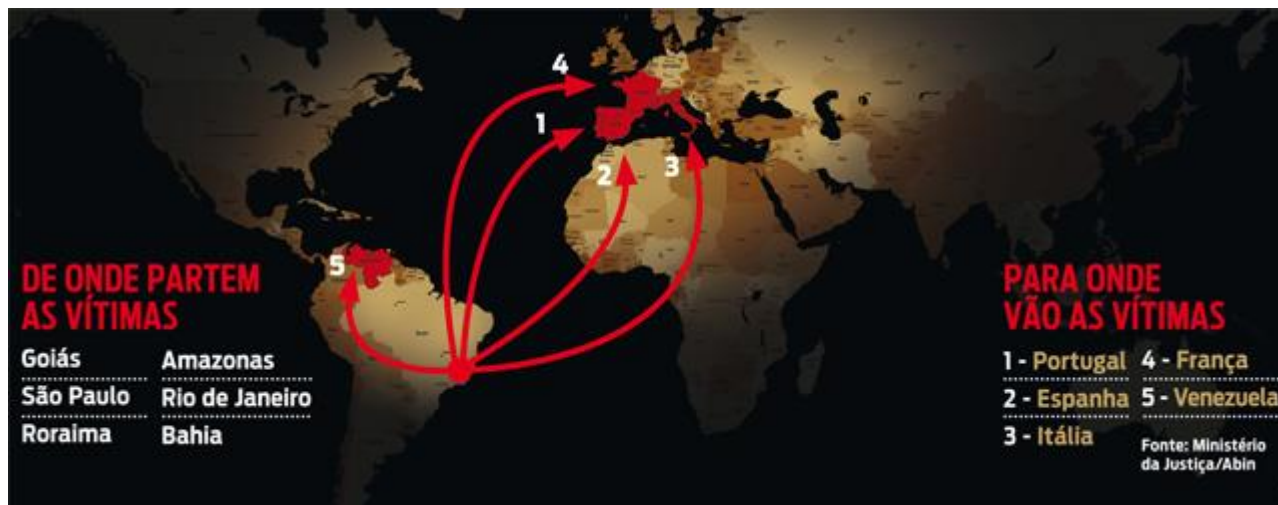 4
1
2
3
5
DE ONDE PARTEM
AS VÍTIMAS
Goiás
Amazonas
São Paulo
Rio de Janeiro
Roraima
Bahia
PARA ONDE
VÃO AS VÍTIMAS
1 - Portugal
4 - França
2 - Espanha
5 - Venezuela
3 - Itália
Fonte: Ministério
da Justiça/Abin